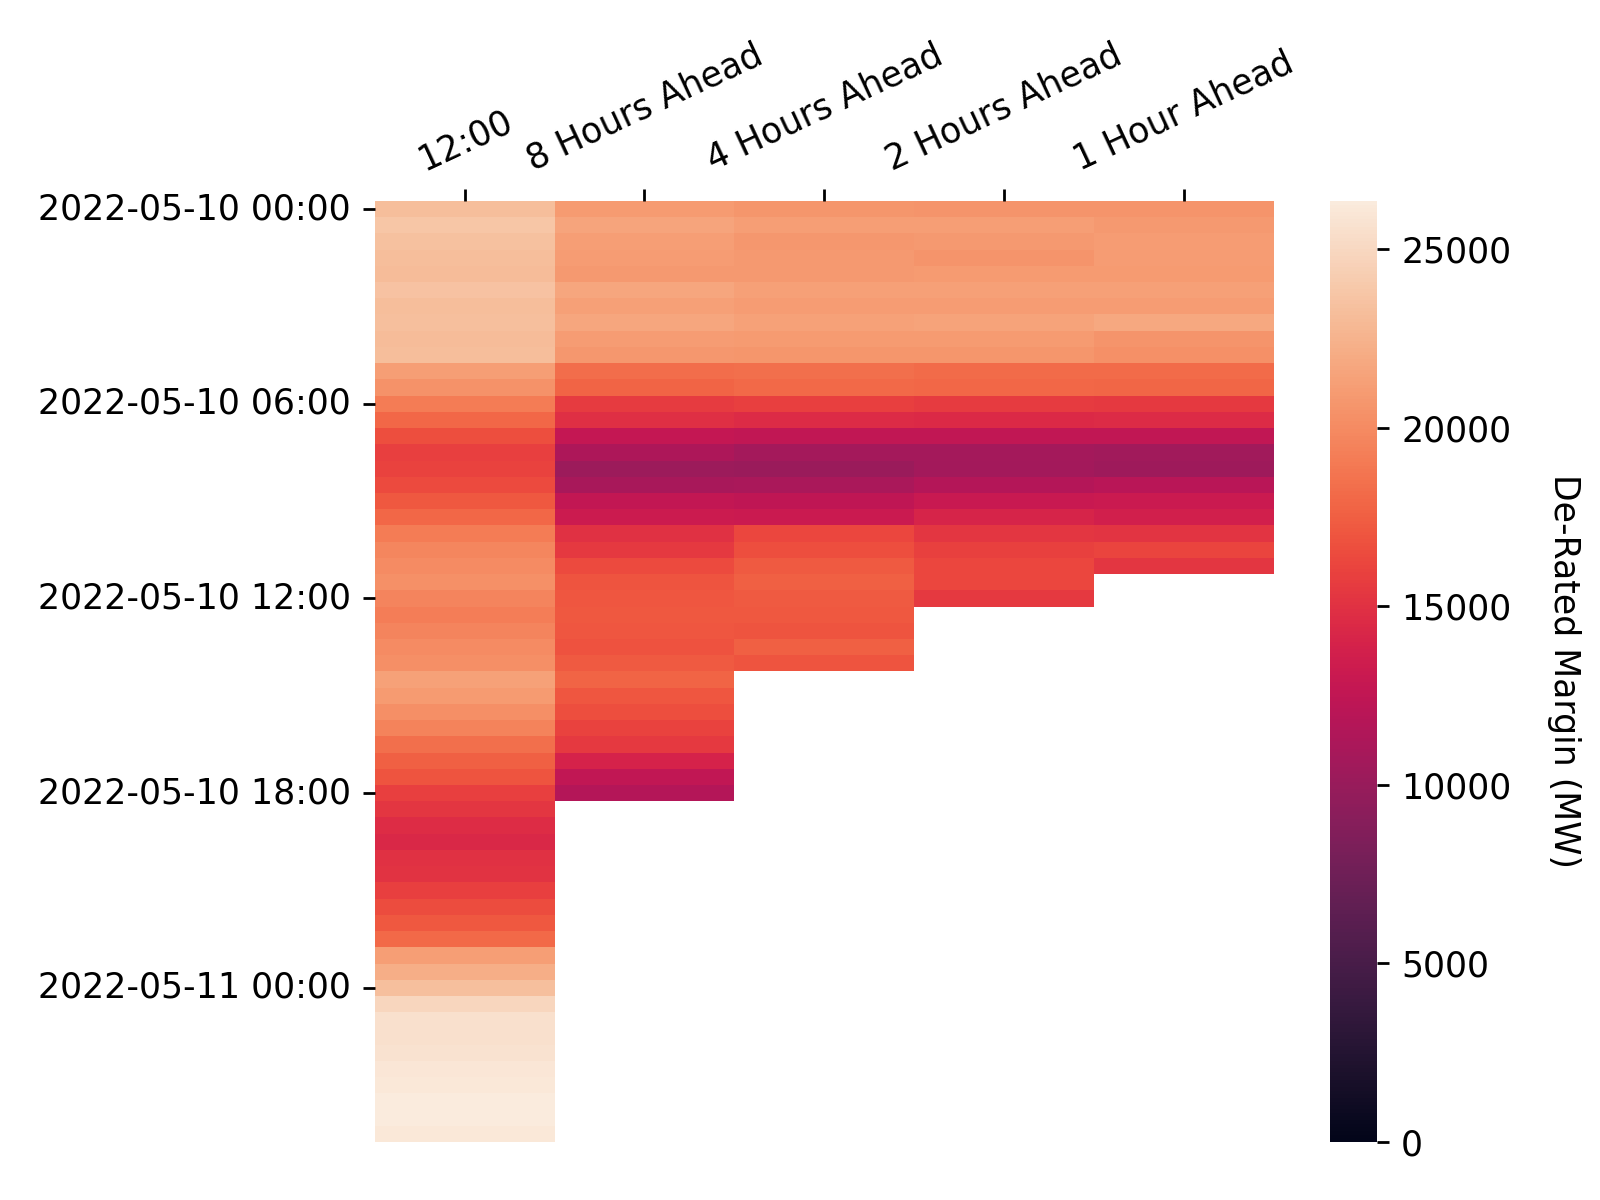 12:00
8 Hours Ahead
4 Hours Ahead
2 Hours Ahead
1 Hour Ahead
2022-05-10 00:00
2022-05-10 06:00
2022-05-10 12:00
2022-05-10 18:00
2022-05-11 00:00
25000
20000
15000
10000
5000
0
De-Rated Margin (MW)